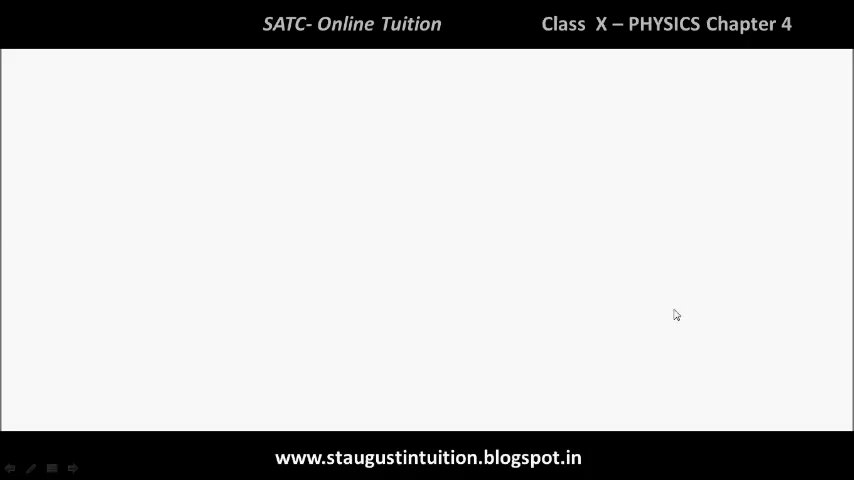 SATC- Online Tuition Class X – PHYSICS Chapter 4
www.staugustintuition.blogspot.in